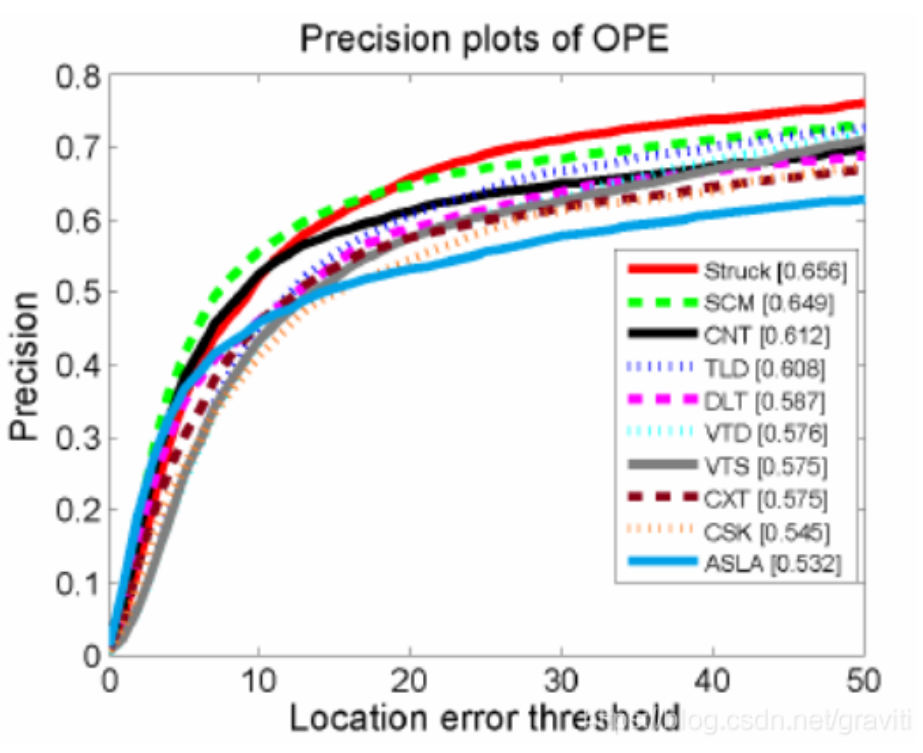 Precision plots of OPE
Precision
0.8
0.7
0.6
0.5
0.4
0.3
0.2
0.1
0
0 10 20 30 40 50
Location error threshold
Struck [0.656]
SCM [0.649]
CNT [0.612]
TLD [0.608]
DLT [0.587]
VTD [0.576]
VTS [0.575]
CXT [0.575]
CSK [0.545]
ASLA [0.532]
log.csdn.net/graviti